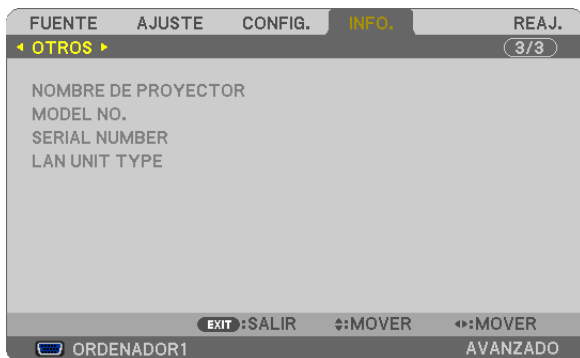 FUENTE AJUSTE CONFIG. INFO. REAJ.
OTROS 3/3
NOMBRE DE PROYECTOR
MODEL NO.
SERIAL NUMBER
LAN UNIT TYPE
EXIT:SALIR :MOVER :MOVER
ORDENADOR1 AVANZADO